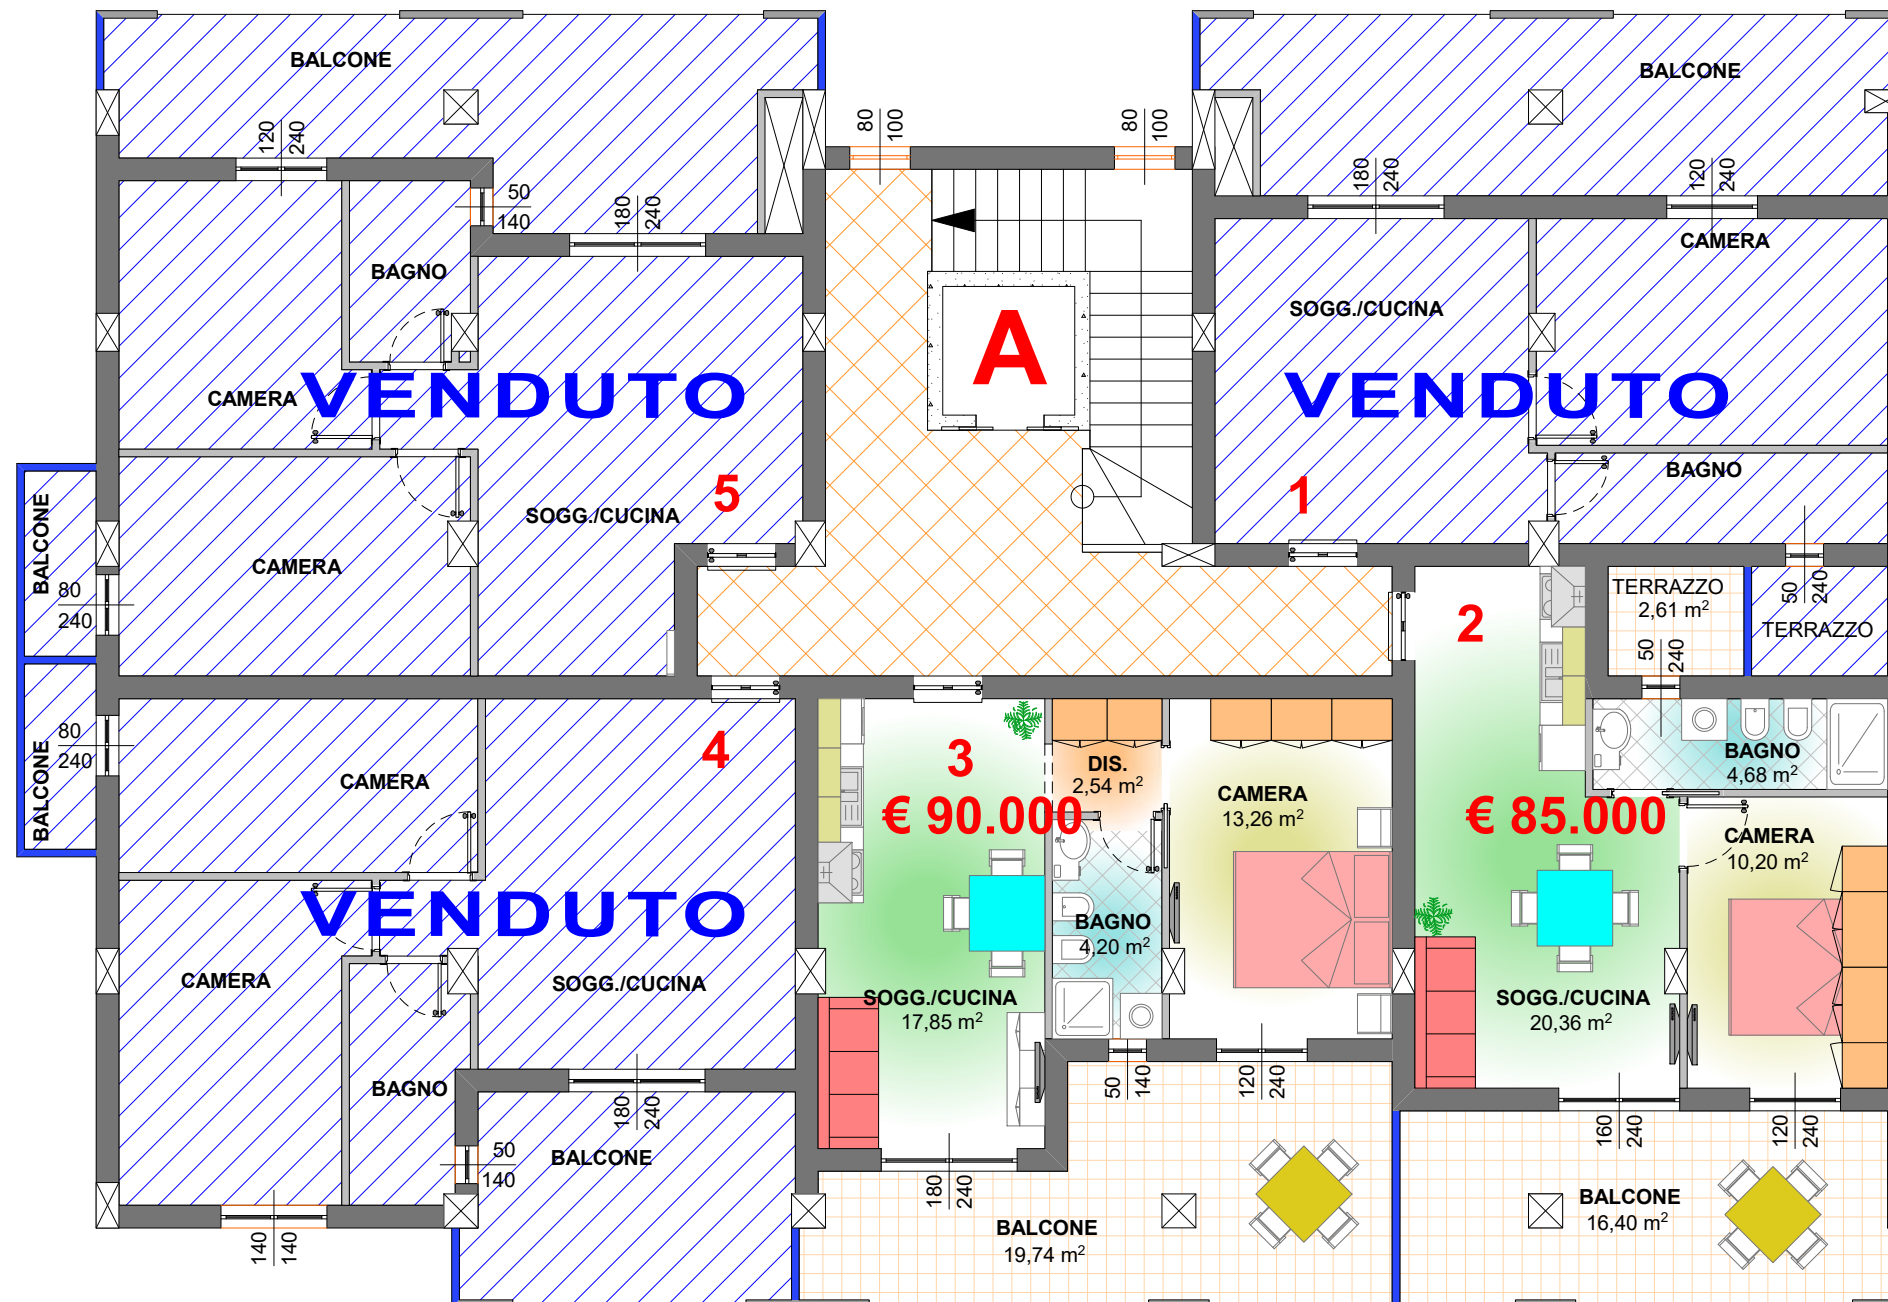 BALCONE
BALCONE
120
240
80
100
80
100
180
240
120
240
50
140
180
240
BAGNO
CAMERA
SOGG./CUCINA
A
CAMERA
VENDUTO
VENDUTO
BAGNO
5
1
SOGG./CUCINA
BALCONE
CAMERA
80
240
2
TERRAZZO
2,61 m²
50
240
TERRAZZO
50
240
BALCONE
80
240
CAMERA
4
3
€ 90.000
DIS.
2,54 m²
CAMERA
13,26 m²
€ 85.000
BAGNO
4,68 m²
CAMERA
10,20 m²
VENDUTO
BAGNO
4,20 m²
CAMERA
SOGG./CUCINA
SOGG./CUCINA
17,85 m²
SOGG./CUCINA
20,36 m²
BAGNO
180
240
50
140
120
240
160
240
120
240
50
140
BALCONE
180
240
BALCONE
19,74 m²
BALCONE
16,40 m²
140
140